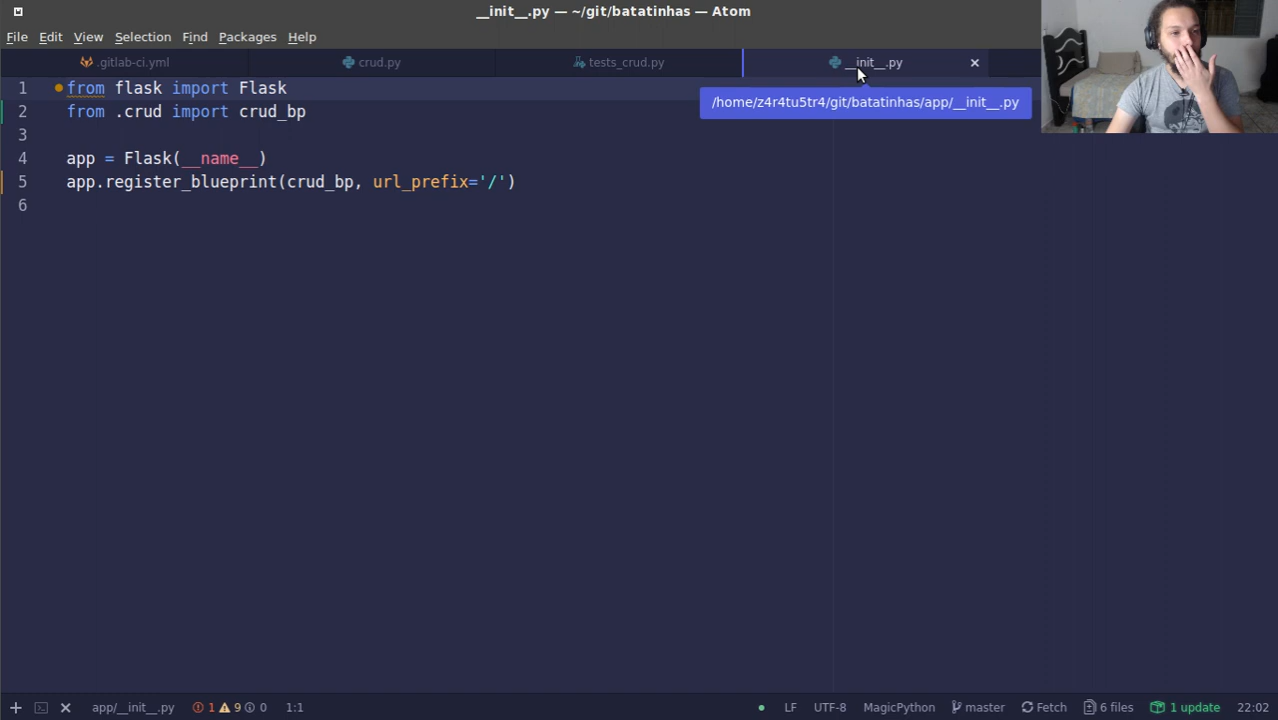 __init__.py — ~/git/batatinhas — Atom
File Edit View Selection Find Packages Help
.gitlab-ci.yml crud.py tests_crud.py __init__.py
/home/z4r4tu5tr4/git/batatinhas/app/__init__.py
1 from flask import Flask
2 from .crud import crud_bp
3
4 app = Flask(__name__)
5 app.register_blueprint(crud_bp, url_prefix='/')
6
app/__init__.py 1 9 0 1:1 LF UTF-8 MagicPython master Fetch 6 files 1 update 22:02